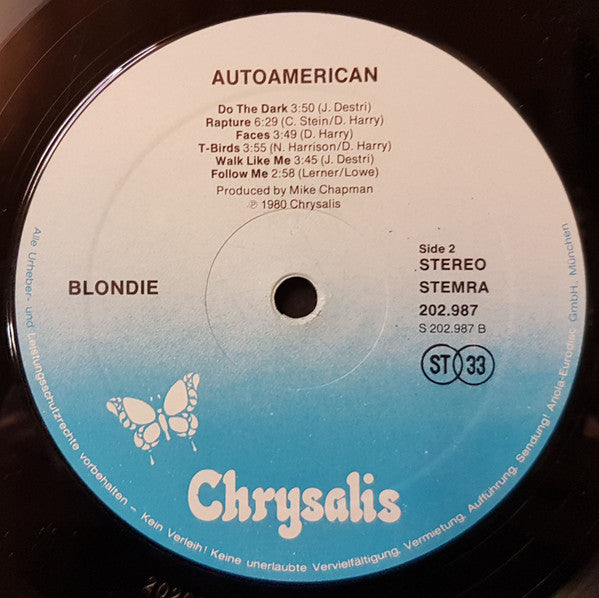 AUTOAMERICAN
Do The Dark 3:50 (J. Destri)
Rapture 6:29 (C. Stein/D. Harry)
Faces 3:49 (D. Harry)
T-Birds 3:55 (N. Harrison/D. Harry)
Walk Like Me 3:45 (J. Destri)
Follow Me 2:58 (Lerner/Lowe)
Produced by Mike Chapman
℗ 1980 Chrysalis
BLONDIE
Side 2
STEREO
STEMRA
202.987
S 202.987 B
ST 33
Chrysalis
Alle Urheber- und Leistungsschutzrechte vorbehalten – Kein Verleih! Keine unerlaubte Vervielfältigung, Vermietung, Aufführung, Sendung! Ariola-Eurodisc GmbH, München